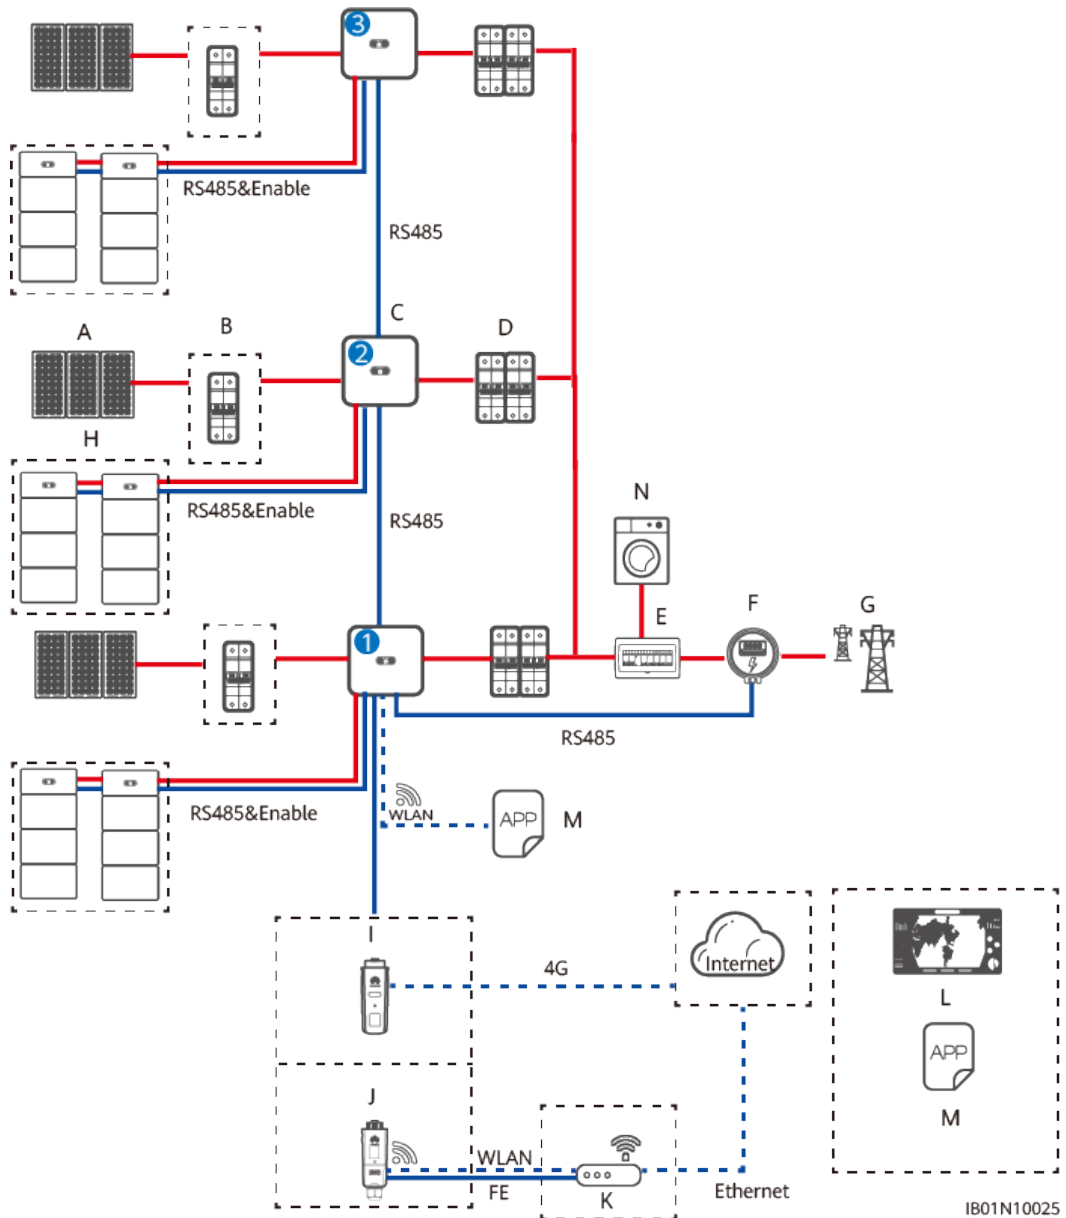 3
RS485&Enable
RS485
A
B
C
D
2
H
RS485&Enable
RS485
N
E
F
G
1
RS485
RS485&Enable
WLAN
APP
M
I
4G
Internet
L
APP
M
J
WLAN
FE
K
Ethernet
IB01N10025